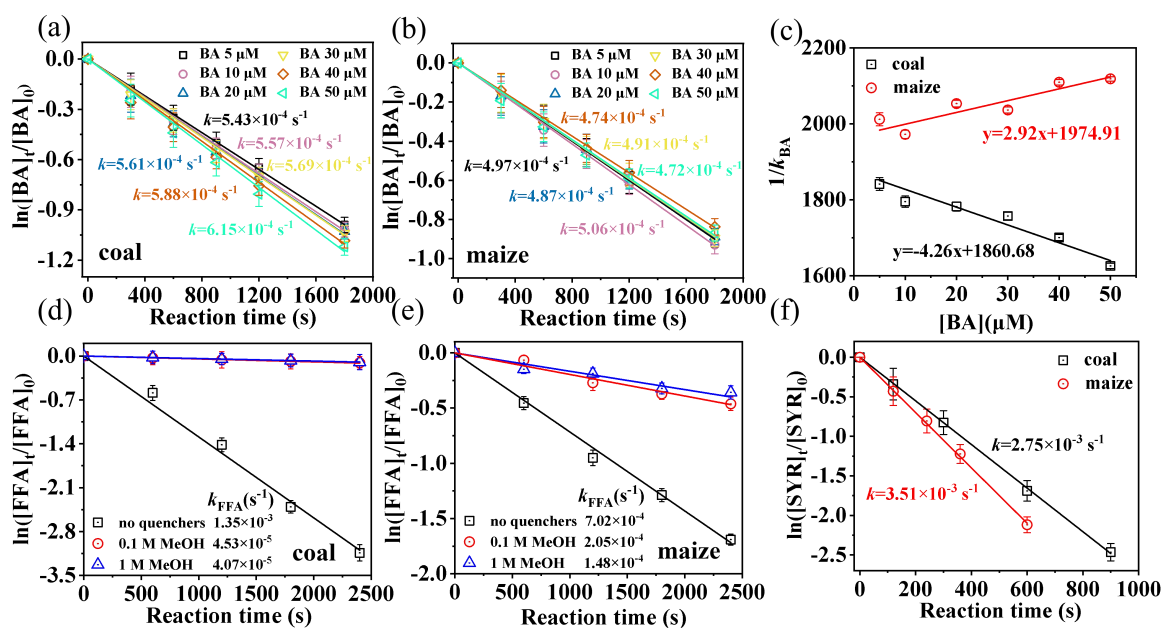 (a)
ln([BA]t/[BA]0)
0.0
-0.3
-0.6
-0.9
-1.2
BA 5 μM
BA 30 μM
BA 10 μM
BA 40 μM
BA 20 μM
BA 50 μM
k=5.43×10⁻⁴ s⁻¹
k=5.57×10⁻⁴ s⁻¹
k=5.61×10⁻⁴ s⁻¹
k=5.69×10⁻⁴ s⁻¹
k=5.88×10⁻⁴ s⁻¹
k=6.15×10⁻⁴ s⁻¹
coal
0 400 800 1200 1600 2000
Reaction time (s)
(b)
ln([BA]t/[BA]0)
0.0
-0.2
-0.4
-0.6
-0.8
-1.0
BA 5 μM
BA 30 μM
BA 10 μM
BA 40 μM
BA 20 μM
BA 50 μM
k=4.74×10⁻⁴ s⁻¹
k=4.91×10⁻⁴ s⁻¹
k=4.97×10⁻⁴ s⁻¹
k=4.72×10⁻⁴ s⁻¹
k=4.87×10⁻⁴ s⁻¹
k=5.06×10⁻⁴ s⁻¹
maize
0 400 800 1200 1600 2000
Reaction time (s)
(c)
1/kBA
2200
2000
1800
1600
coal
maize
y=2.92x+1974.91
y=-4.26x+1860.68
0 10 20 30 40 50
[BA](μM)
(d)
ln([FFA]t/[FFA]0)
0.0
-0.7
-1.4
-2.1
-2.8
-3.5
kFFA(s⁻¹)
no quenchers 1.35×10⁻³
0.1 M MeOH 4.53×10⁻⁵
1 M MeOH 4.07×10⁻⁵
coal
0 500 1000 1500 2000 2500
Reaction time (s)
(e)
ln([FFA]t/[FFA]0)
0.0
-0.5
-1.0
-1.5
-2.0
kFFA(s⁻¹)
no quenchers 7.02×10⁻⁴
0.1 M MeOH 2.05×10⁻⁴
1 M MeOH 1.48×10⁻⁴
maize
0 500 1000 1500 2000 2500
Reaction time (s)
(f)
ln([SYR]t/[SYR]0)
0.0
-0.5
-1.0
-1.5
-2.0
-2.5
coal
maize
k=2.75×10⁻³ s⁻¹
k=3.51×10⁻³ s⁻¹
0 200 400 600 800 1000
Reaction time (s)